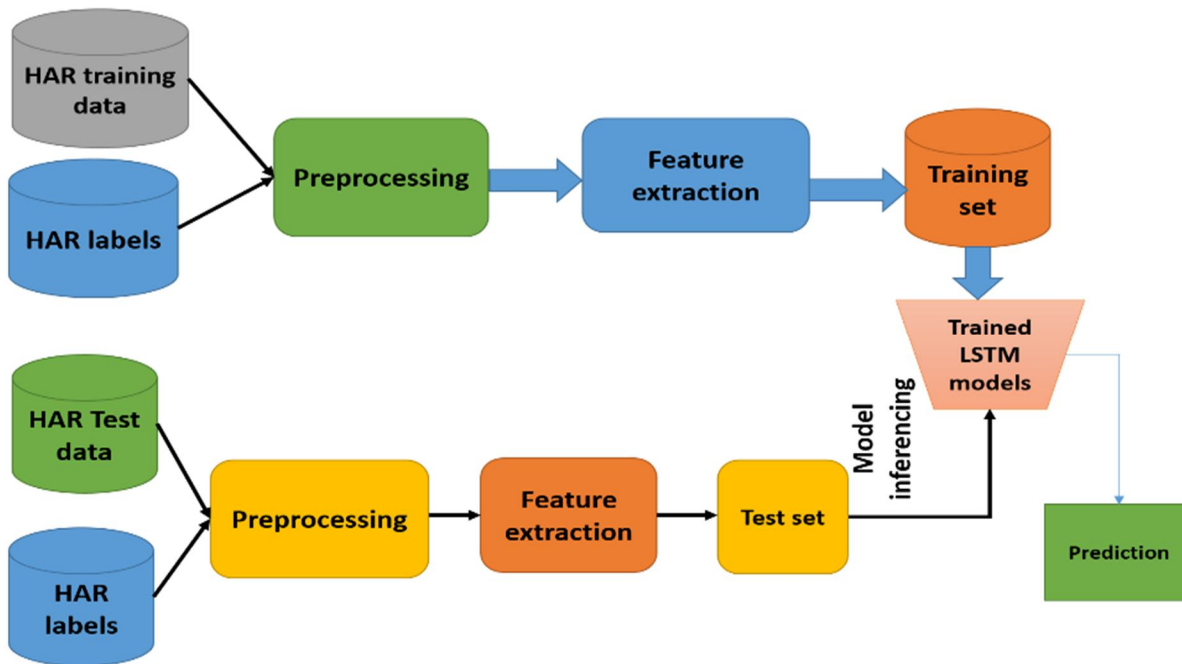 HAR training
data
HAR labels
Preprocessing
Feature
extraction
Training
set
Trained
LSTM
models
HAR Test
data
HAR
labels
Preprocessing
Feature
extraction
Test set
Model
inferencing
Prediction